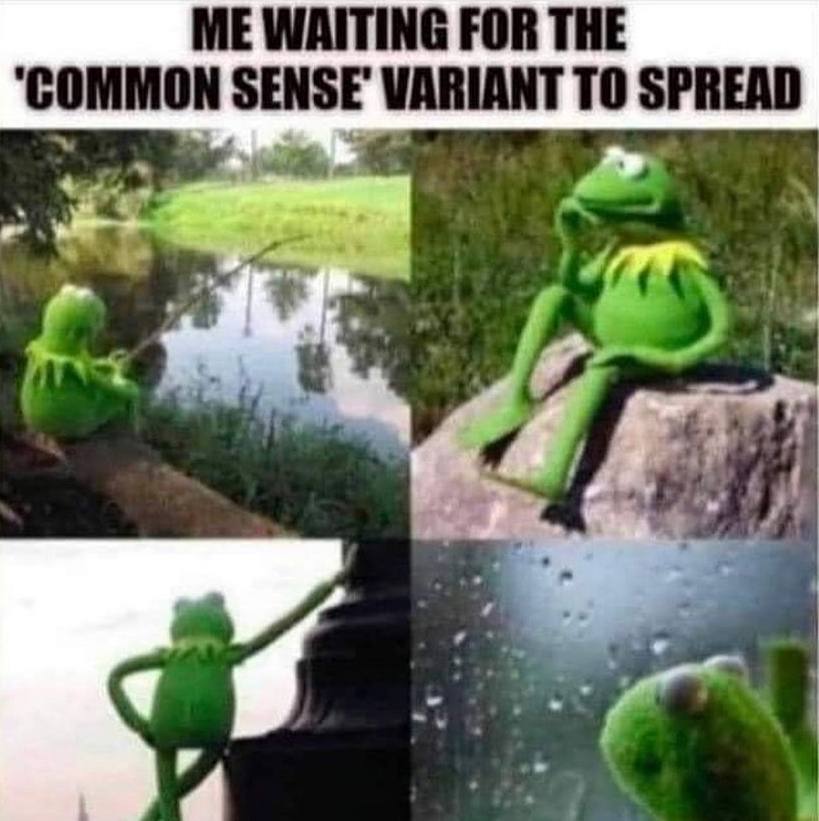 ME WAITING FOR THE
'COMMON SENSE' VARIANT TO SPREAD